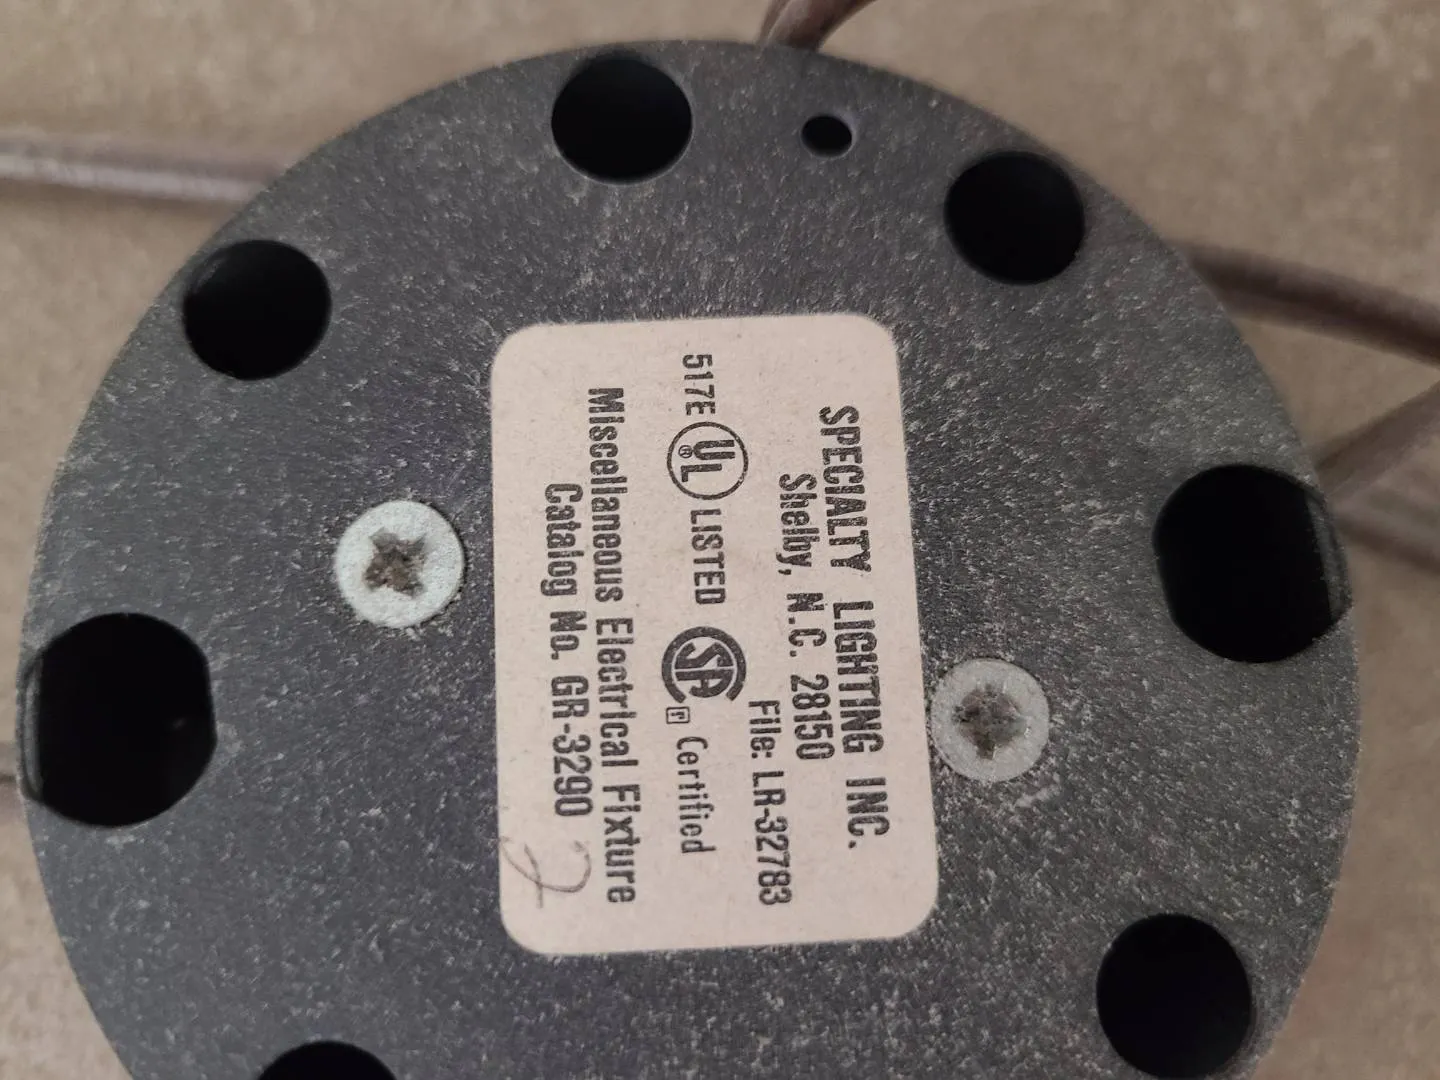 SPECIALTY LIGHTING INC.
Shelby, N.C. 28150
File: LR-32783
517E UL® LISTED SA r Certified
Miscellaneous Electrical Fixture
Catalog No. GR-3290